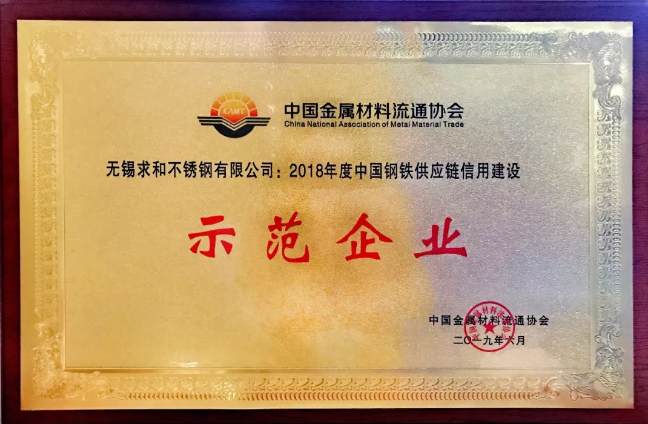 CAMT
中国金属材料流通协会
China National Association of Metal Material Trade
无锡求和不锈钢有限公司：2018年度中国钢铁供应链信用建设
示范企业
中国金属材料流通协会
二〇一九年六月